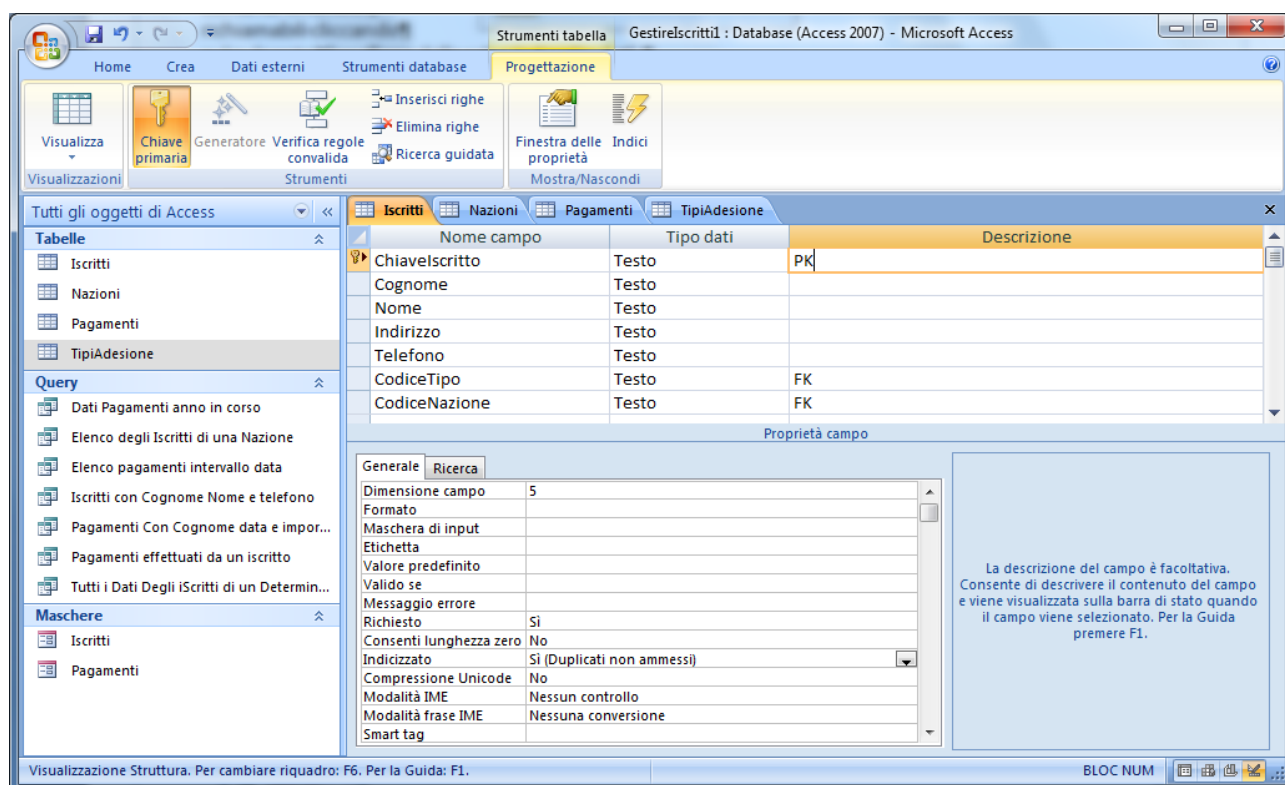 Strumenti tabella
GestireIscritti1 : Database (Access 2007) - Microsoft Access
Home Crea Dati esterni Strumenti database Progettazione
Visualizza
Chiave primaria
Generatore
Verifica regole convalida
Inserisci righe
Elimina righe
Ricerca guidata
Finestra delle proprietà
Indici
Visualizzazioni Strumenti Mostra/Nascondi
Tutti gli oggetti di Access
Tabelle
Iscritti
Nazioni
Pagamenti
TipiAdesione
Query
Dati Pagamenti anno in corso
Elenco degli Iscritti di una Nazione
Elenco pagamenti intervallo data
Iscritti con Cognome Nome e telefono
Pagamenti Con Cognome data e impor...
Pagamenti effettuati da un iscritto
Tutti i Dati Degli iScritti di un Determin...
Maschere
Iscritti
Pagamenti
Iscritti Nazioni Pagamenti TipiAdesione
Nome campo Tipo dati Descrizione
ChiaveIscritto Testo PK
Cognome Testo
Nome Testo
Indirizzo Testo
Telefono Testo
CodiceTipo Testo FK
CodiceNazione Testo FK
Proprietà campo
Generale Ricerca
Dimensione campo 5
Formato
Maschera di input
Etichetta
Valore predefinito
Valido se
Messaggio errore
Richiesto Sì
Consenti lunghezza zero No
Indicizzato Sì (Duplicati non ammessi)
Compressione Unicode No
Modalità IME Nessun controllo
Modalità frase IME Nessuna conversione
Smart tag
La descrizione del campo è facoltativa.
Consente di descrivere il contenuto del campo
e viene visualizzata sulla barra di stato quando
il campo viene selezionato. Per la Guida
premere F1.
Visualizzazione Struttura. Per cambiare riquadro: F6. Per la Guida: F1.
BLOC NUM